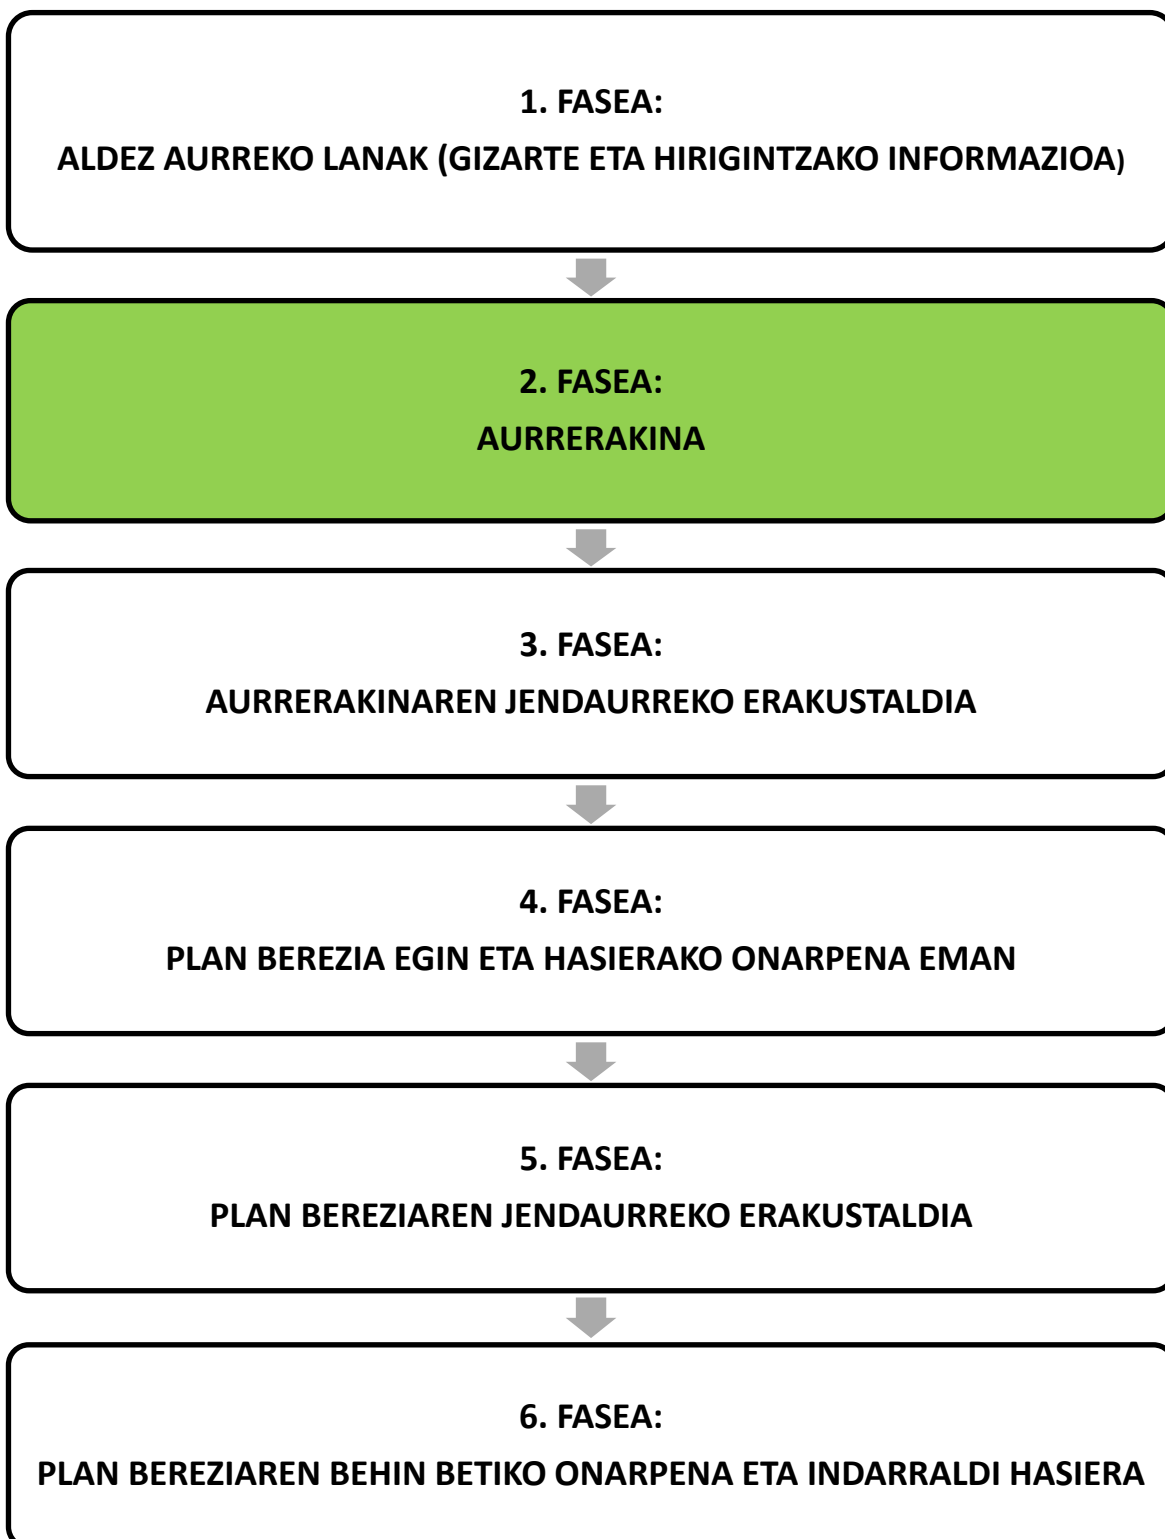 1. FASEA:
ALDEZ AURREKO LANAK (GIZARTE ETA HIRIGINTZAKO INFORMAZIOA)
2. FASEA:
AURRERAKINA
3. FASEA:
AURRERAKINAREN JENDAURREKO ERAKUSTALDIA
4. FASEA:
PLAN BEREZIA EGIN ETA HASIERAKO ONARPENA EMAN
5. FASEA:
PLAN BEREZIAREN JENDAURREKO ERAKUSTALDIA
6. FASEA:
PLAN BEREZIAREN BEHIN BETIKO ONARPENA ETA INDARRALDI HASIERA